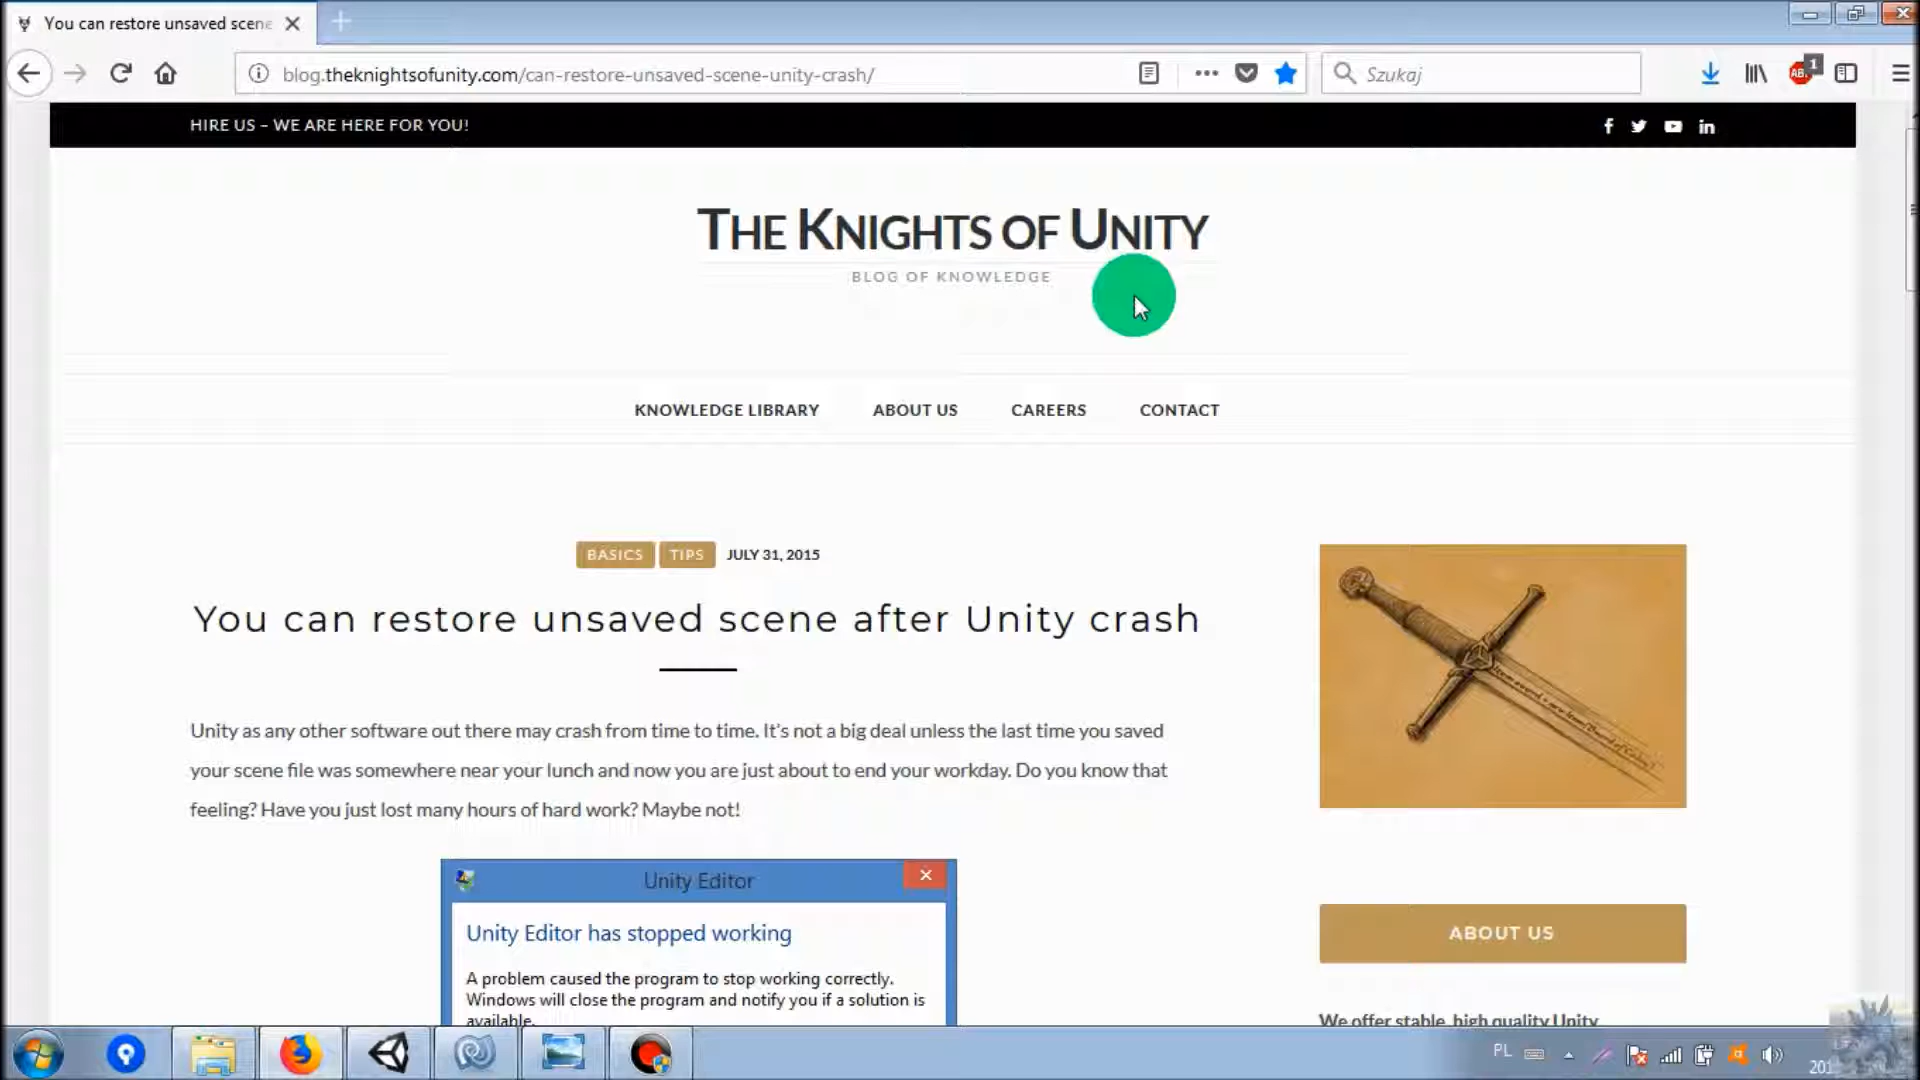 You can restore unsaved scene
blog.theknightsofunity.com/can-restore-unsaved-scene-unity-crash/
Szukaj
ABP
1
HIRE US – WE ARE HERE FOR YOU!
THE KNIGHTS OF UNITY
BLOG OF KNOWLEDGE
KNOWLEDGE LIBRARY ABOUT US CAREERS CONTACT
BASICS TIPS JULY 31, 2015
You can restore unsaved scene after Unity crash
Unity as any other software out there may crash from time to time. It's not a big deal unless the last time you saved
your scene file was somewhere near your lunch and now you are just about to end your workday. Do you know that
feeling? Have you just lost many hours of hard work? Maybe not!
Unity Editor
Unity Editor has stopped working
A problem caused the program to stop working correctly.
Windows will close the program and notify you if a solution is
available.
ABOUT US
We offer stable, high quality Unity
PL